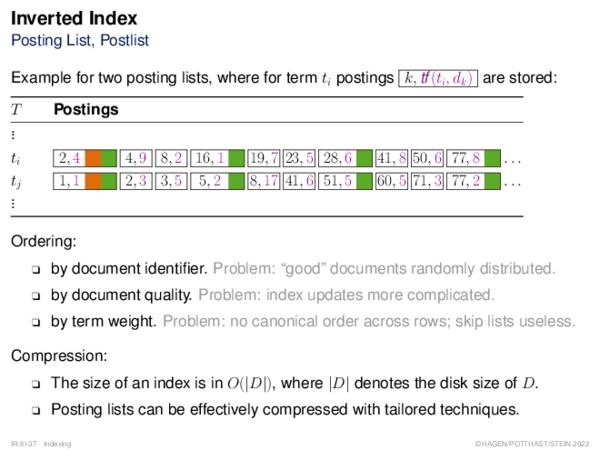 Inverted Index
Posting List, Postlist
Example for two posting lists, where for term t_i postings k, tf(t_i, d_k) are stored:
T Postings
⋮
t_i 2, 4 4, 9 8, 2 16, 1 19, 7 23, 5 28, 6 41, 8 50, 6 77, 8 ...
t_j 1, 1 2, 3 3, 5 5, 2 8, 17 41, 6 51, 5 60, 5 71, 3 77, 2 ...
⋮
Ordering:
❑ by document identifier. Problem: “good” documents randomly distributed.
❑ by document quality. Problem: index updates more complicated.
❑ by term weight. Problem: no canonical order across rows; skip lists useless.
Compression:
❑ The size of an index is in O(|D|), where |D| denotes the disk size of D.
❑ Posting lists can be effectively compressed with tailored techniques.
IR:III-37 Indexing ©HAGEN/POTTHAST/STEIN 2022